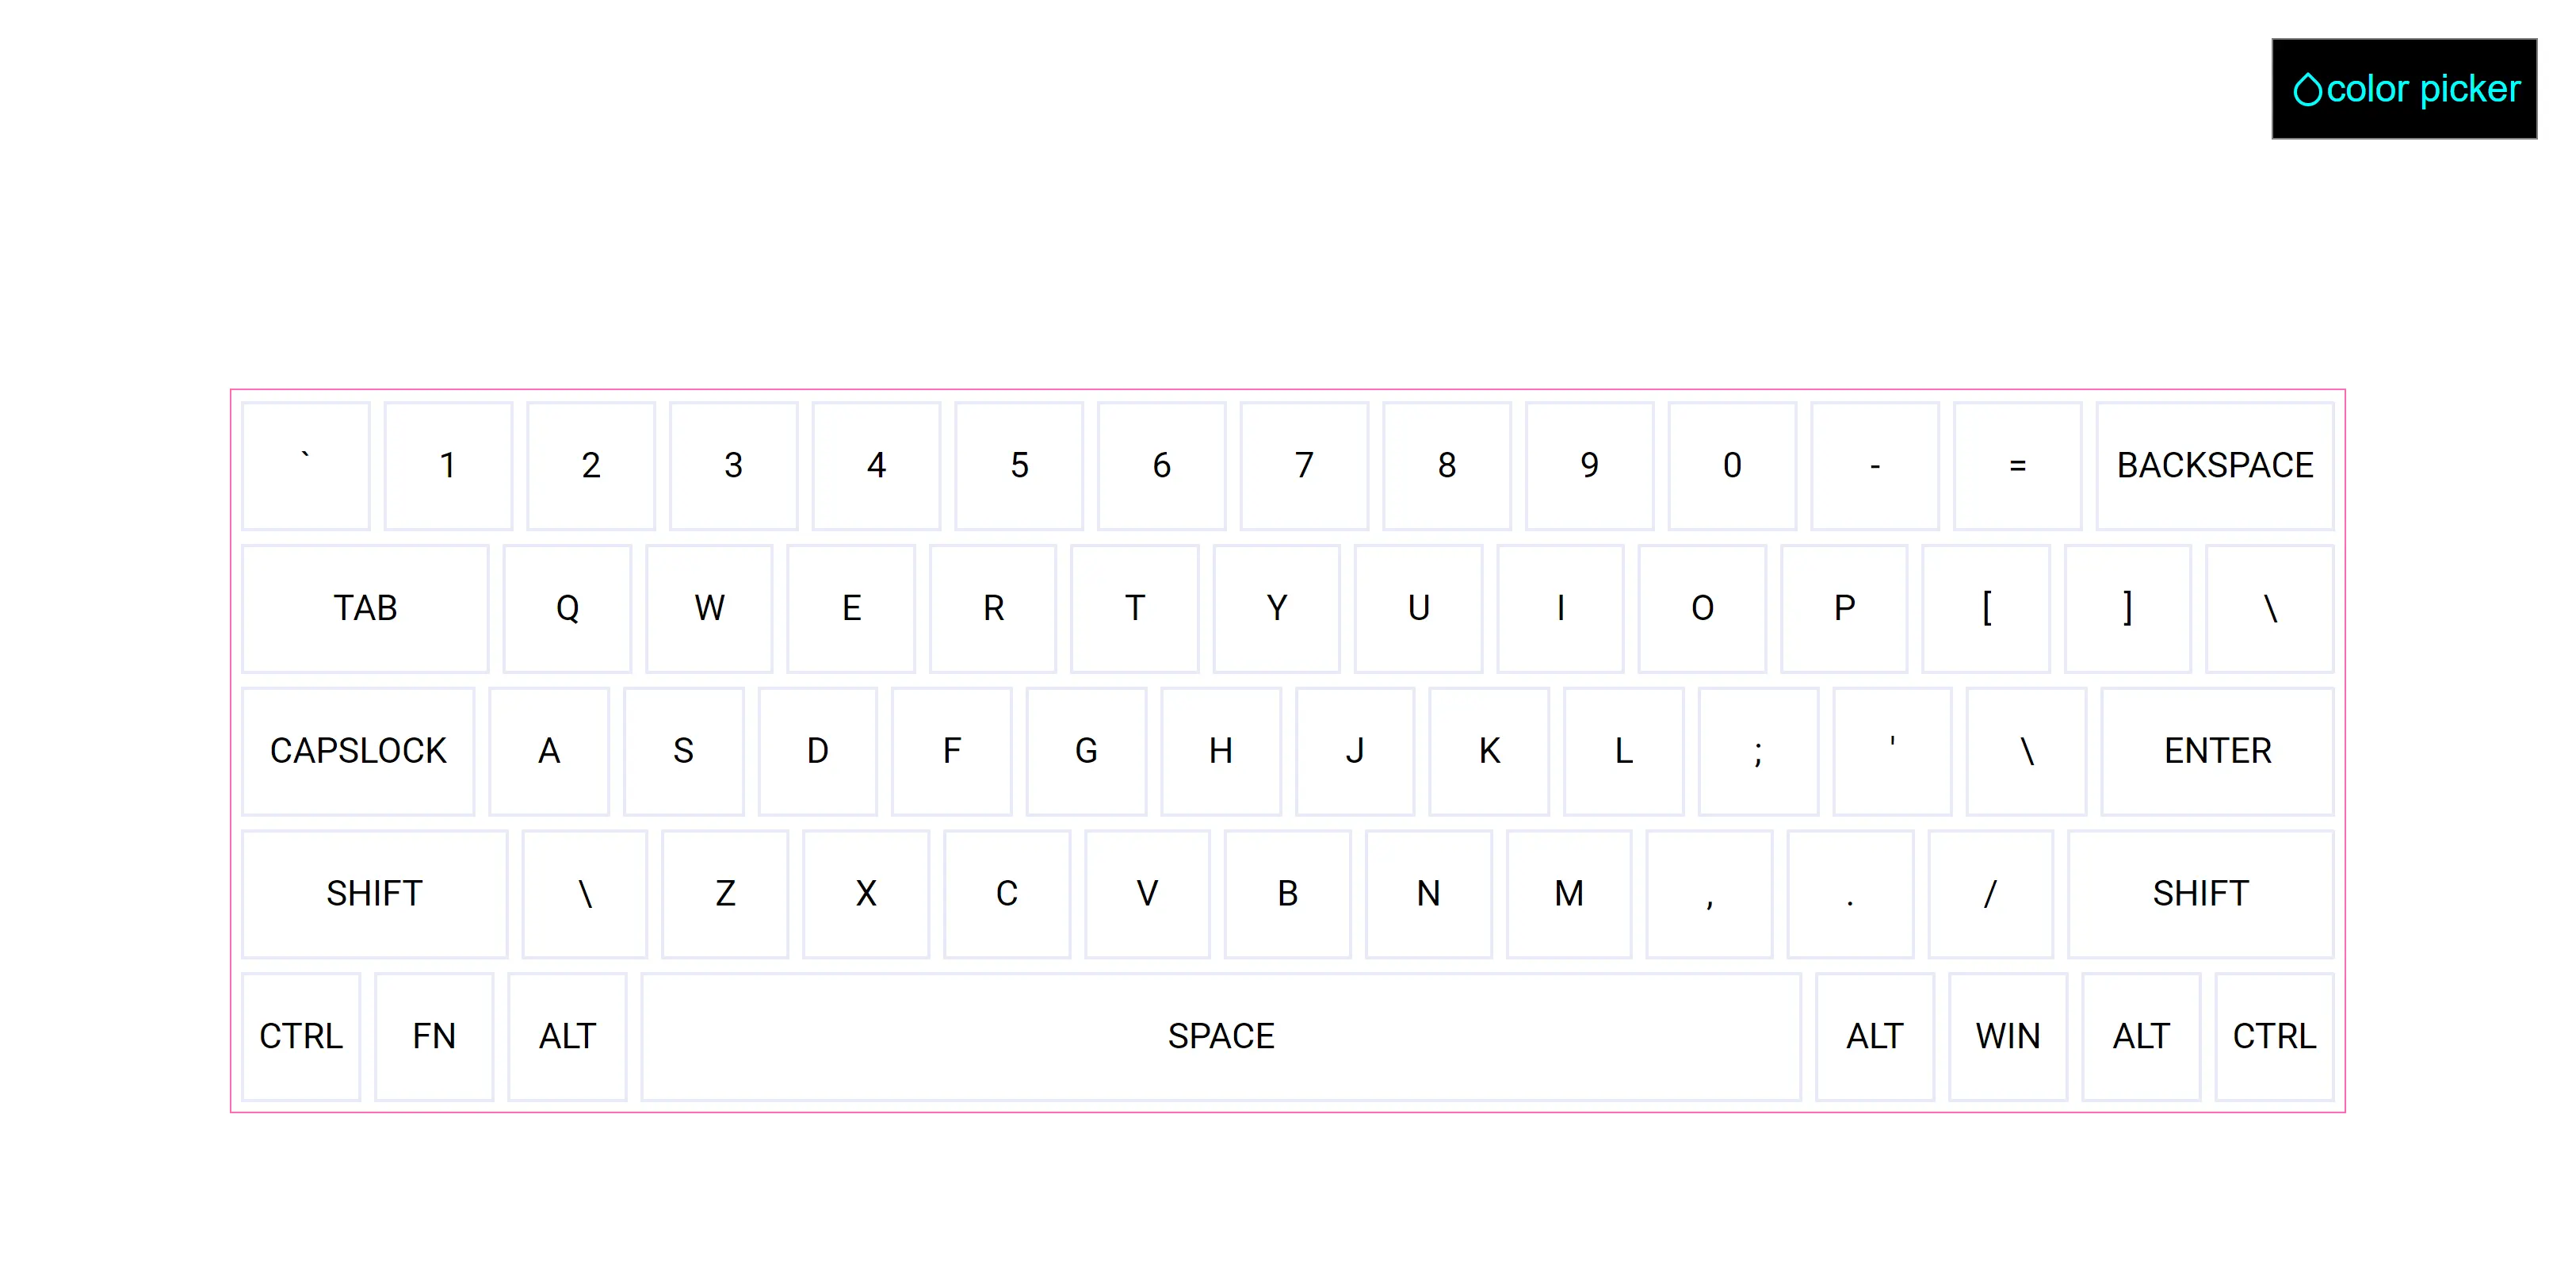 color picker
` 1 2 3 4 5 6 7 8 9 0 - = BACKSPACE
TAB Q W E R T Y U I O P [ ] \
CAPSLOCK A S D F G H J K L ; ' \ ENTER
SHIFT \ Z X C V B N M , . / SHIFT
CTRL FN ALT SPACE ALT WIN ALT CTRL